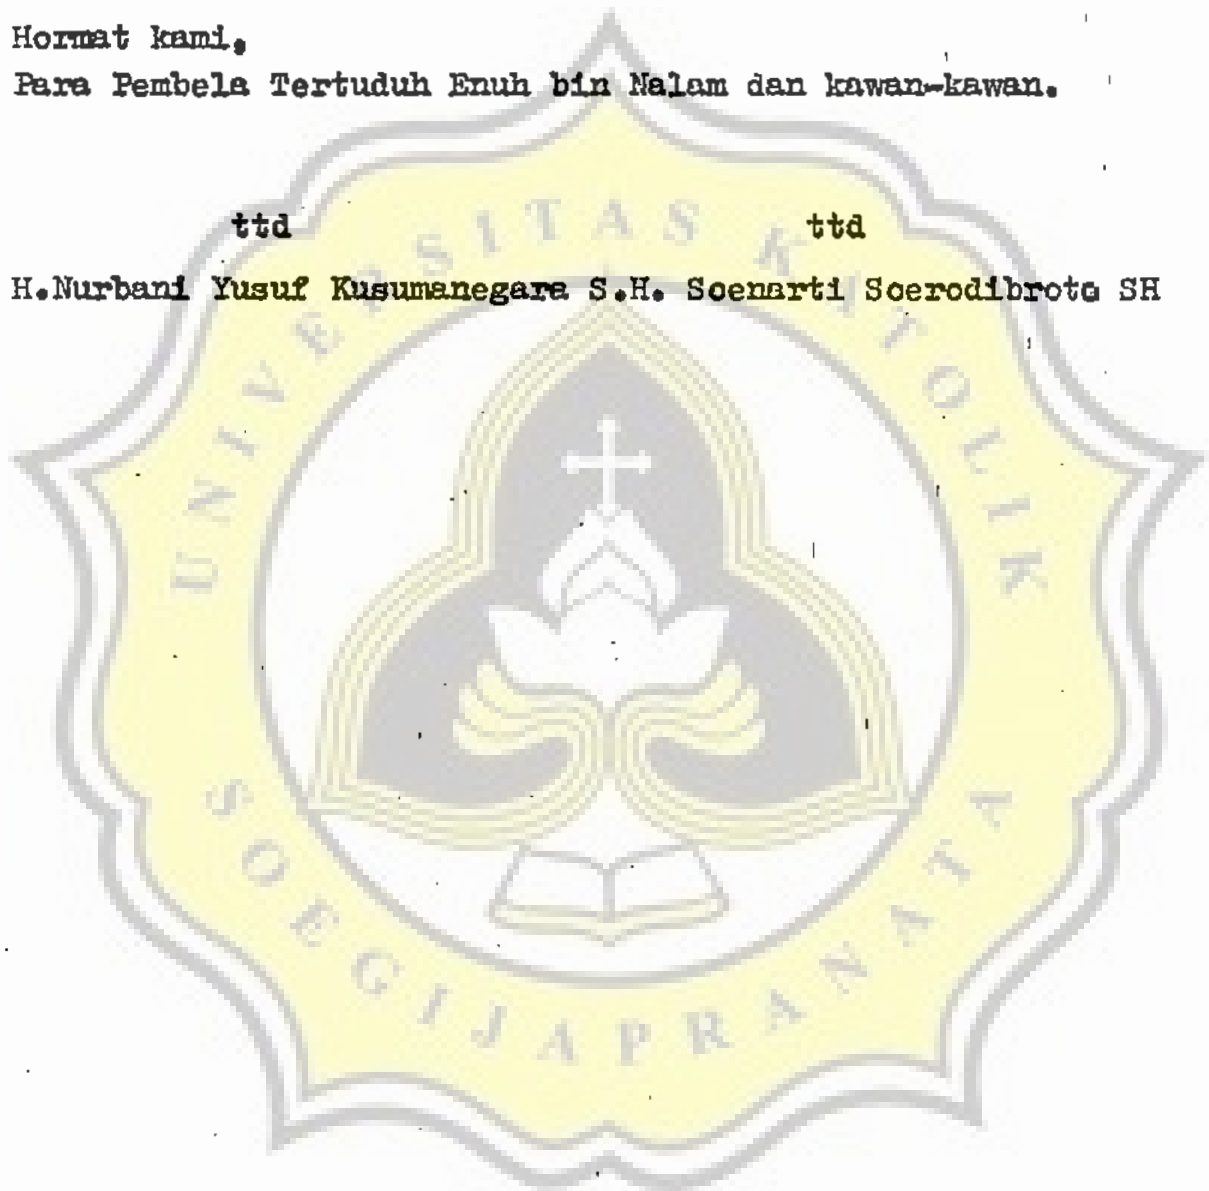 Hormat kami,
Para Pembela Tertuduh Enuh bin Nalam dan kawan-kawan.
ttd ttd
H.Nurbani Yusuf Kusumanegara S.H. Soenarti Soerodibroto SH
UNIVERSITAS KATOLIK
SOEGIJAPRANATA